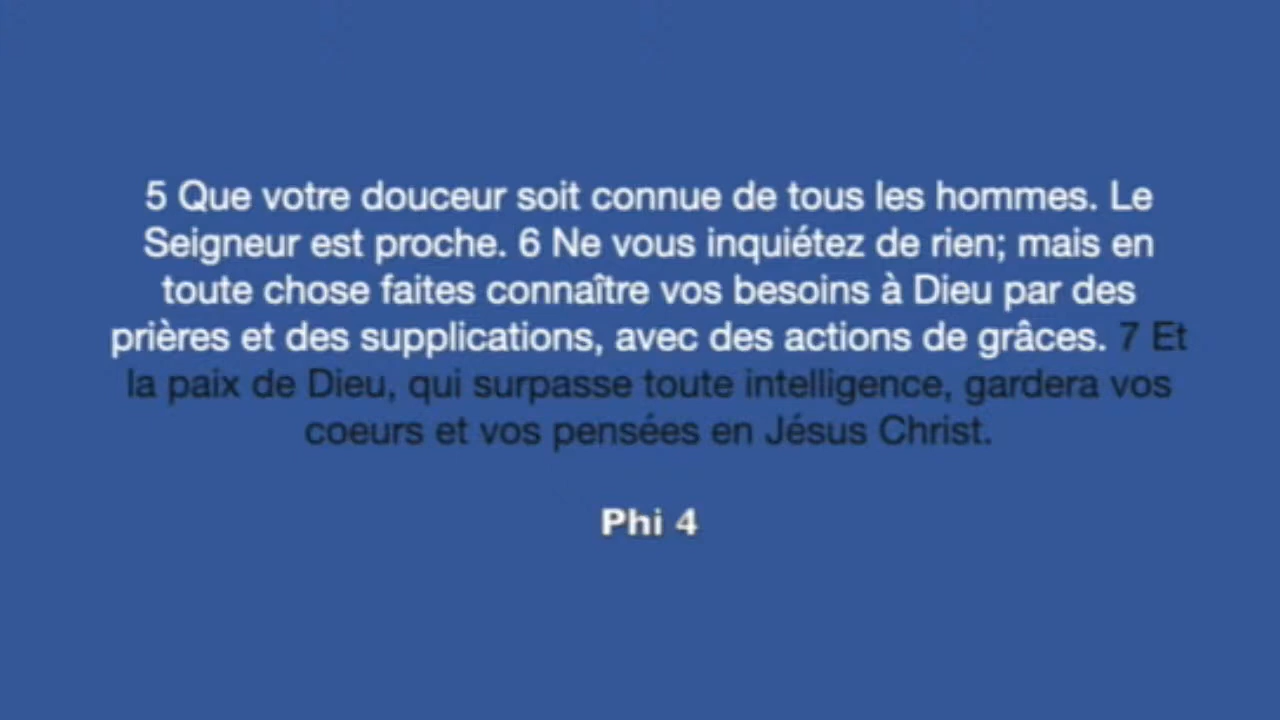 5 Que votre douceur soit connue de tous les hommes. Le
Seigneur est proche. 6 Ne vous inquiétez de rien; mais en
toute chose faites connaître vos besoins à Dieu par des
prières et des supplications, avec des actions de grâces. 7 Et
la paix de Dieu, qui surpasse toute intelligence, gardera vos
coeurs et vos pensées en Jésus Christ.
Phi 4